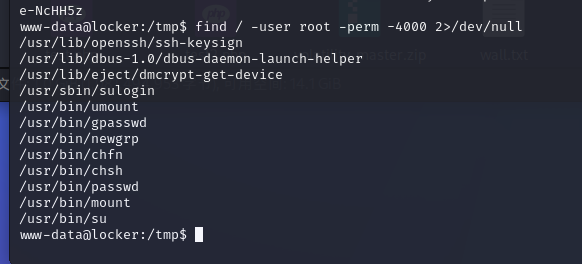 e-NcHH5z
www-data@locker:/tmp$ find / -user root -perm -4000 2>/dev/null
/usr/lib/openssh/ssh-keysign
/usr/lib/dbus-1.0/dbus-daemon-launch-helper
/usr/lib/eject/dmcrypt-get-device
/usr/sbin/sulogin
/usr/bin/umount
/usr/bin/gpasswd
/usr/bin/newgrp
/usr/bin/chfn
/usr/bin/chsh
/usr/bin/passwd
/usr/bin/mount
/usr/bin/su
www-data@locker:/tmp$